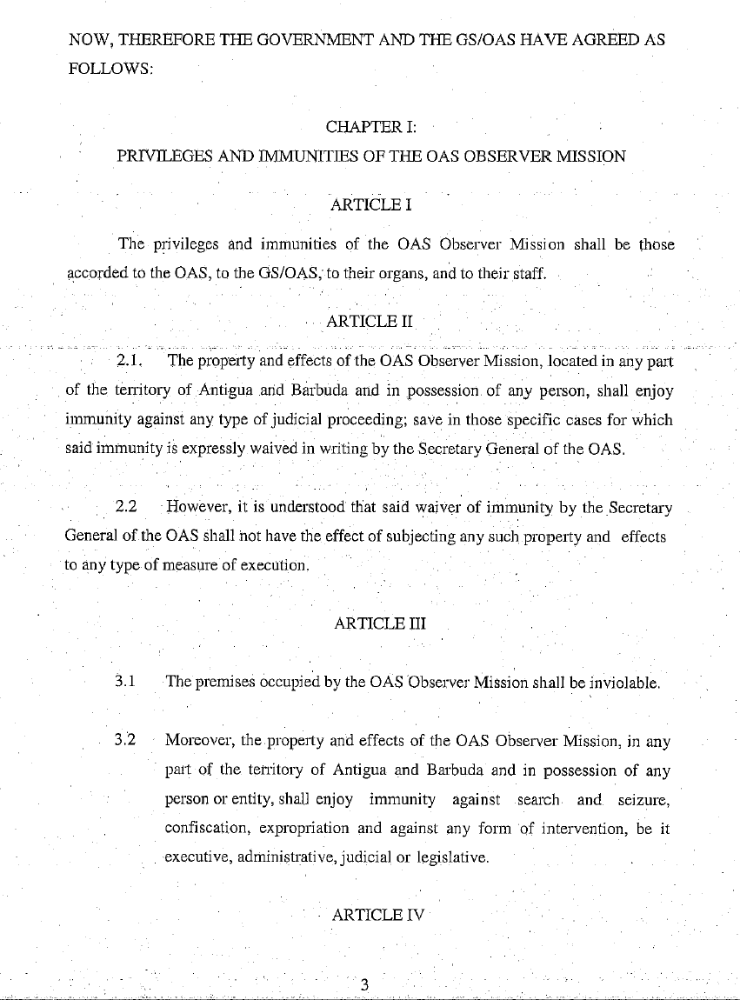 NOW, THEREFORE THE GOVERNMENT AND THE GS/OAS HAVE AGREED AS
FOLLOWS:
CHAPTER I:
PRIVILEGES AND IMMUNITIES OF THE OAS OBSERVER MISSION
ARTICLE I
The privileges and immunities of the OAS Observer Mission shall be those
accorded to the OAS, to the GS/OAS, to their organs, and to their staff.
ARTICLE II
2.1. The property and effects of the OAS Observer Mission, located in any part
of the territory of Antigua and Barbuda and in possession of any person, shall enjoy
immunity against any type of judicial proceeding; save in those specific cases for which
said immunity is expressly waived in writing by the Secretary General of the OAS.
2.2 However, it is understood that said waiver of immunity by the Secretary
General of the OAS shall not have the effect of subjecting any such property and effects
to any type of measure of execution.
ARTICLE III
3.1 The premises occupied by the OAS Observer Mission shall be inviolable.
3.2 Moreover, the property and effects of the OAS Observer Mission, in any
part of the territory of Antigua and Barbuda and in possession of any
person or entity, shall enjoy immunity against search and seizure,
confiscation, expropriation and against any form of intervention, be it
executive, administrative, judicial or legislative.
ARTICLE IV
3